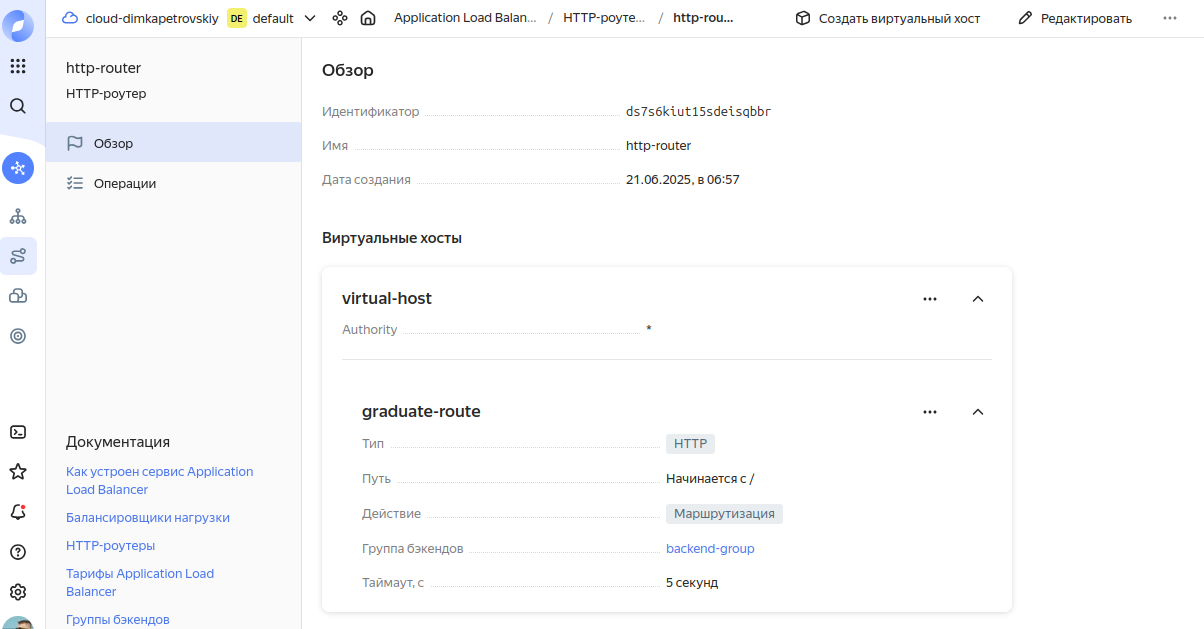 cloud-dimkapetrovskiy DE default Application Load Balan... / HTTP-роуте... / http-rou... Создать виртуальный хост Редактировать
http-router
HTTP-роутер
Обзор
Операции
Документация
Как устроен сервис Application
Load Balancer
Балансировщики нагрузки
HTTP-роутеры
Тарифы Application Load
Balancer
Группы бэкендов
Обзор
Идентификатор ds7s6kiut15sdeisqbbr
Имя http-router
Дата создания 21.06.2025, в 06:57
Виртуальные хосты
virtual-host
Authority *
graduate-route
Тип HTTP
Путь Начинается с /
Действие Маршрутизация
Группа бэкендов backend-group
Таймаут, с 5 секунд